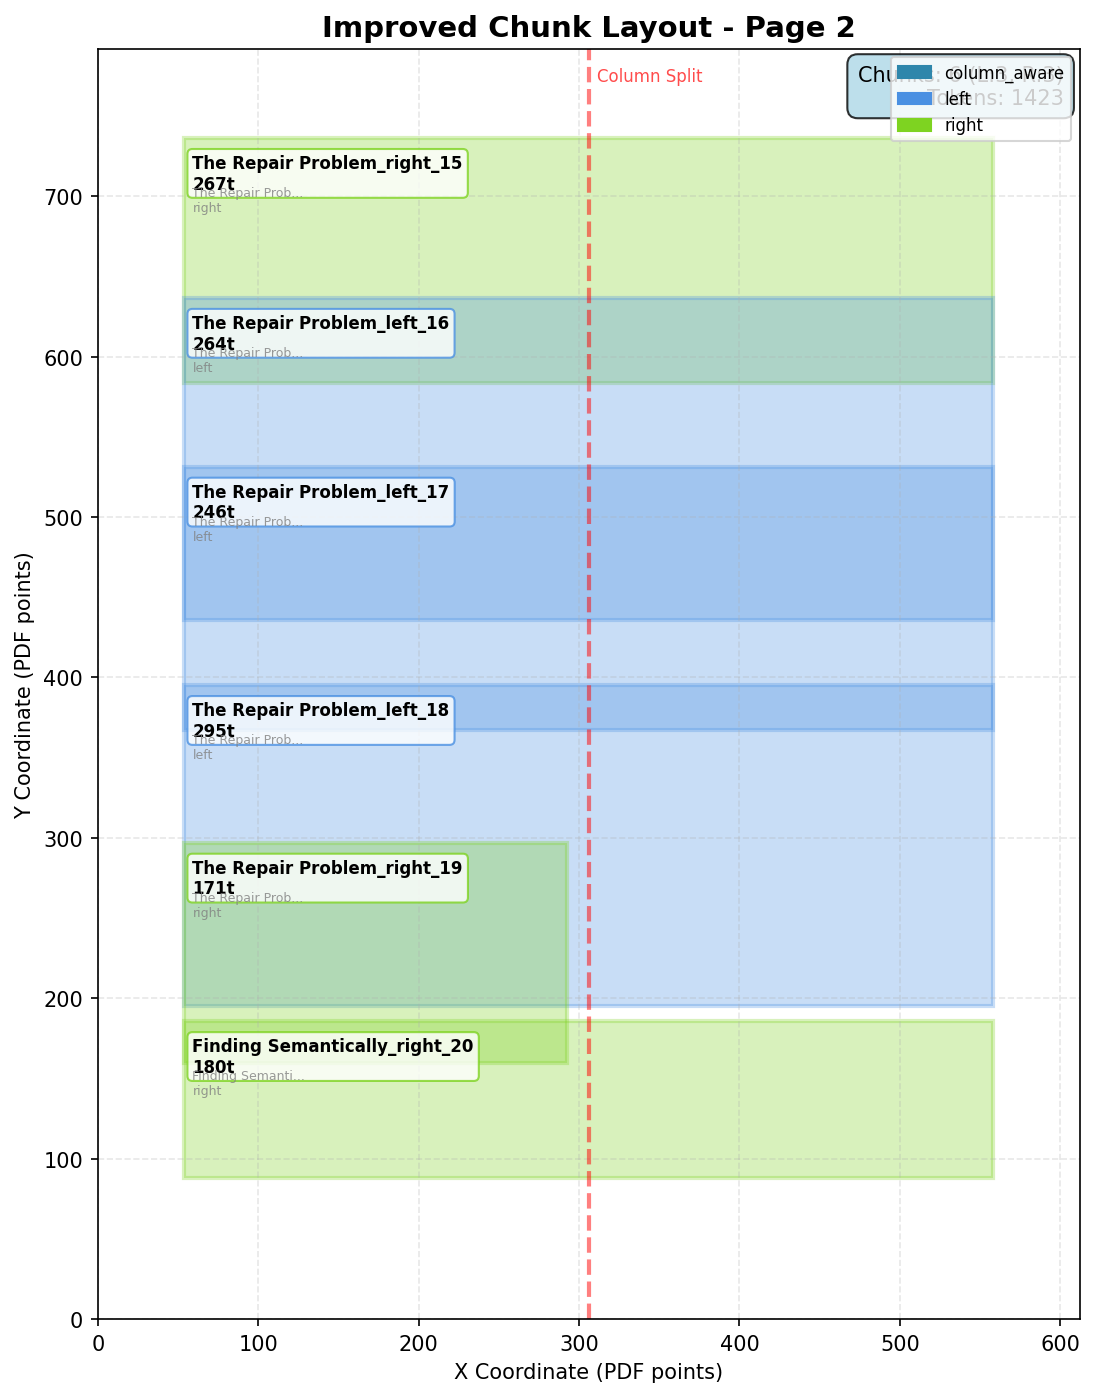 Improved Chunk Layout - Page 2
Column Split
Chunks: 6 (L:3, R:3)
Tokens: 1423
column_aware
left
right
The Repair Problem_right_15
267t
The Repair Prob...
right
The Repair Problem_left_16
264t
The Repair Prob...
left
The Repair Problem_left_17
246t
The Repair Prob...
left
The Repair Problem_left_18
295t
The Repair Prob...
left
The Repair Problem_right_19
171t
The Repair Prob...
right
Finding Semantically_right_20
180t
Finding Semanti...
right
Y Coordinate (PDF points)
700
600
500
400
300
200
100
0
0 100 200 300 400 500 600
X Coordinate (PDF points)